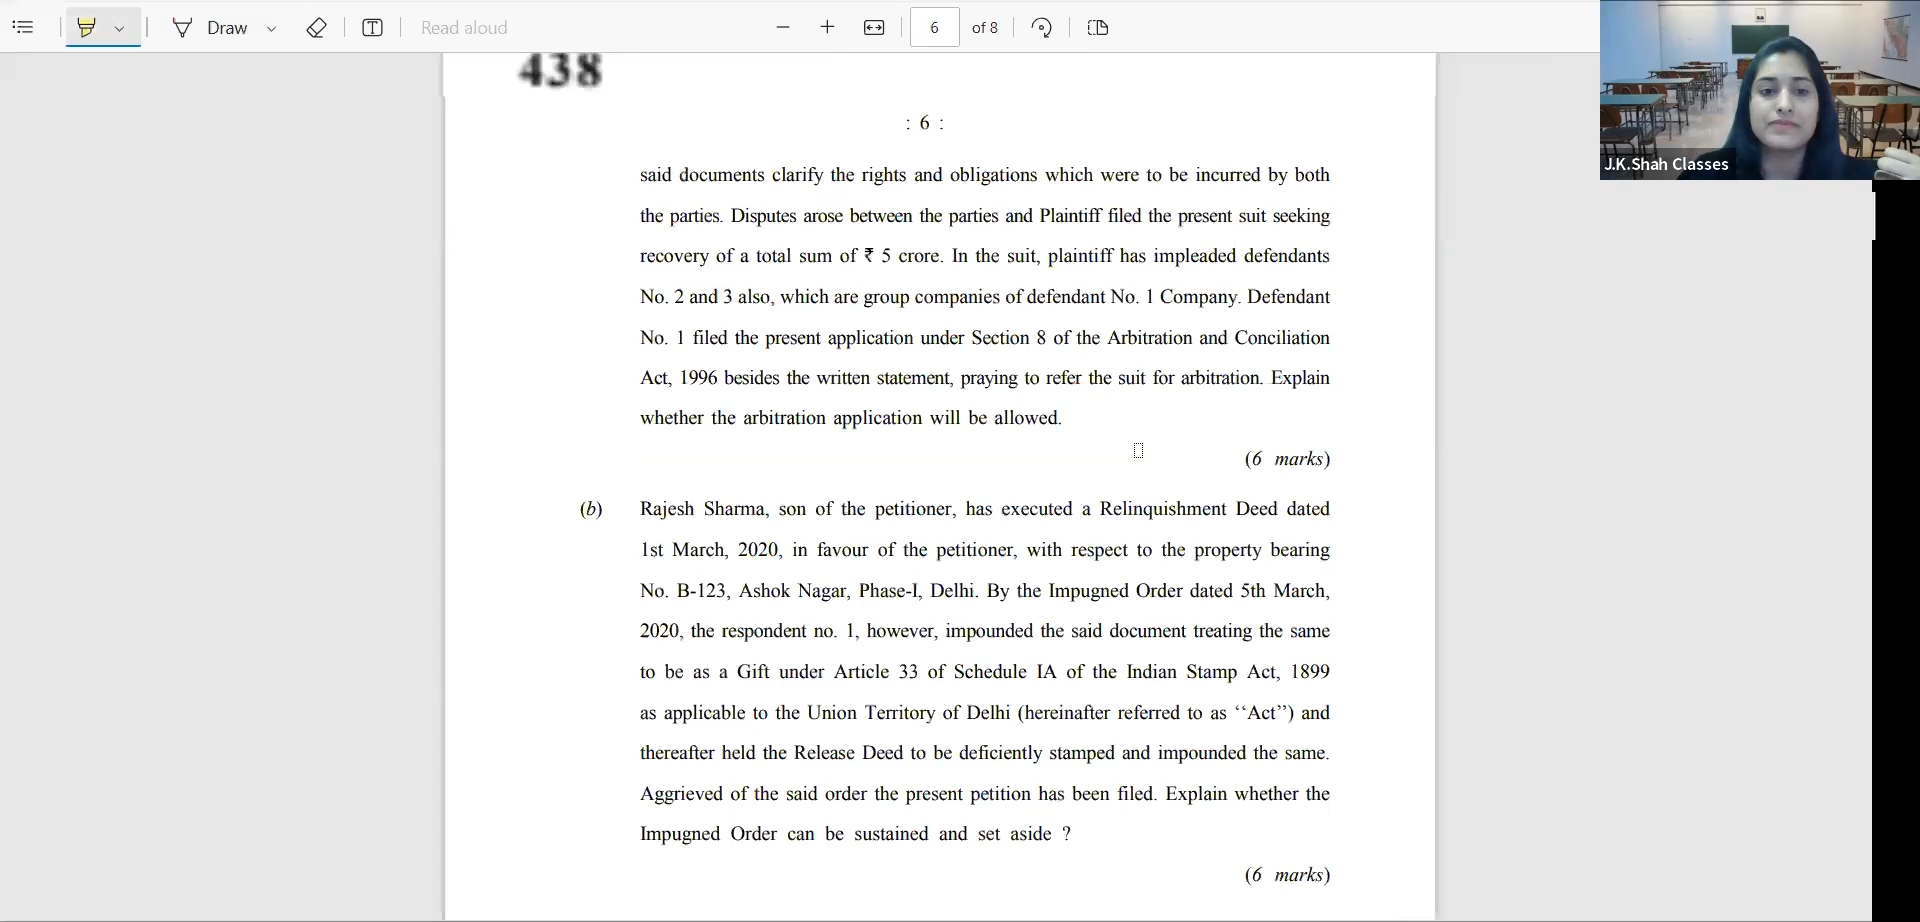 Draw
Read aloud
6 of 8
J.K.Shah Classes
438
: 6 :
said documents clarify the rights and obligations which were to be incurred by both
the parties. Disputes arose between the parties and Plaintiff filed the present suit seeking
recovery of a total sum of ₹ 5 crore. In the suit, plaintiff has impleaded defendants
No. 2 and 3 also, which are group companies of defendant No. 1 Company. Defendant
No. 1 filed the present application under Section 8 of the Arbitration and Conciliation
Act, 1996 besides the written statement, praying to refer the suit for arbitration. Explain
whether the arbitration application will be allowed.
(6 marks)
(b) Rajesh Sharma, son of the petitioner, has executed a Relinquishment Deed dated
1st March, 2020, in favour of the petitioner, with respect to the property bearing
No. B-123, Ashok Nagar, Phase-I, Delhi. By the Impugned Order dated 5th March,
2020, the respondent no. 1, however, impounded the said document treating the same
to be as a Gift under Article 33 of Schedule IA of the Indian Stamp Act, 1899
as applicable to the Union Territory of Delhi (hereinafter referred to as ‘‘Act’’) and
thereafter held the Release Deed to be deficiently stamped and impounded the same.
Aggrieved of the said order the present petition has been filed. Explain whether the
Impugned Order can be sustained and set aside ?
(6 marks)